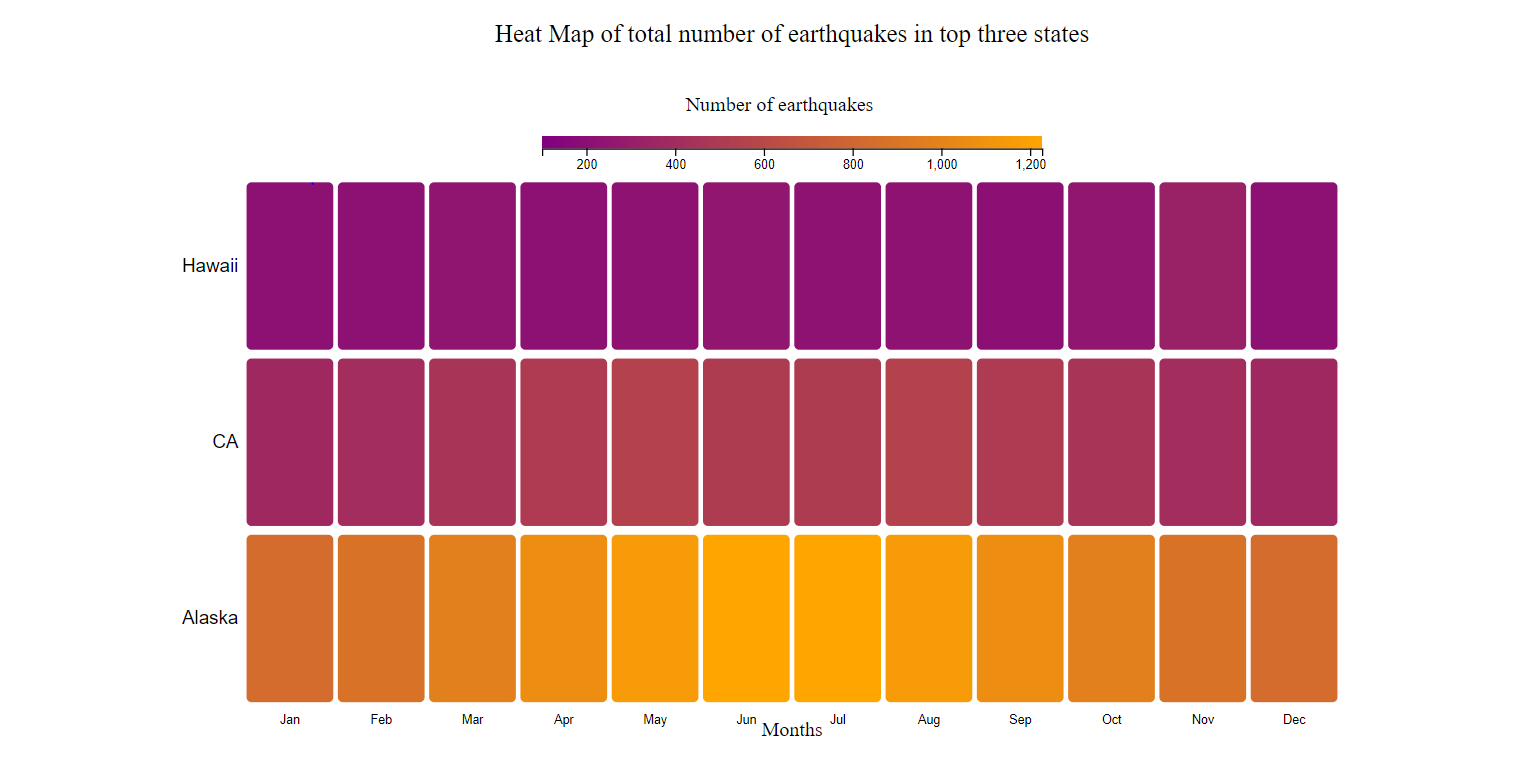 Heat Map of total number of earthquakes in top three states
Number of earthquakes
200 400 600 800 1,000 1,200
Hawaii
CA
Alaska
Jan Feb Mar Apr May Jun Jul Aug Sep Oct Nov Dec
Months